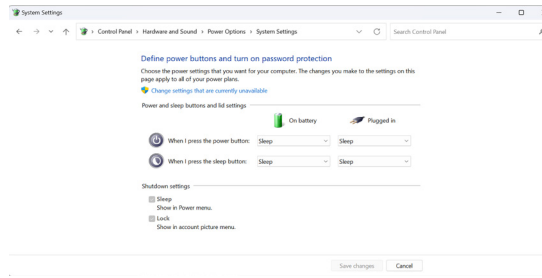 System Settings
Control Panel › Hardware and Sound › Power Options › System Settings
Search Control Panel
Define power buttons and turn on password protection
Choose the power settings that you want for your computer. The changes you make to the settings on this
page apply to all of your power plans.
Change settings that are currently unavailable
Power and sleep buttons and lid settings
On battery Plugged in
When I press the power button: Sleep Sleep
When I press the sleep button: Sleep Sleep
Shutdown settings
Sleep
Show in Power menu.
Lock
Show in account picture menu.
Save changes Cancel